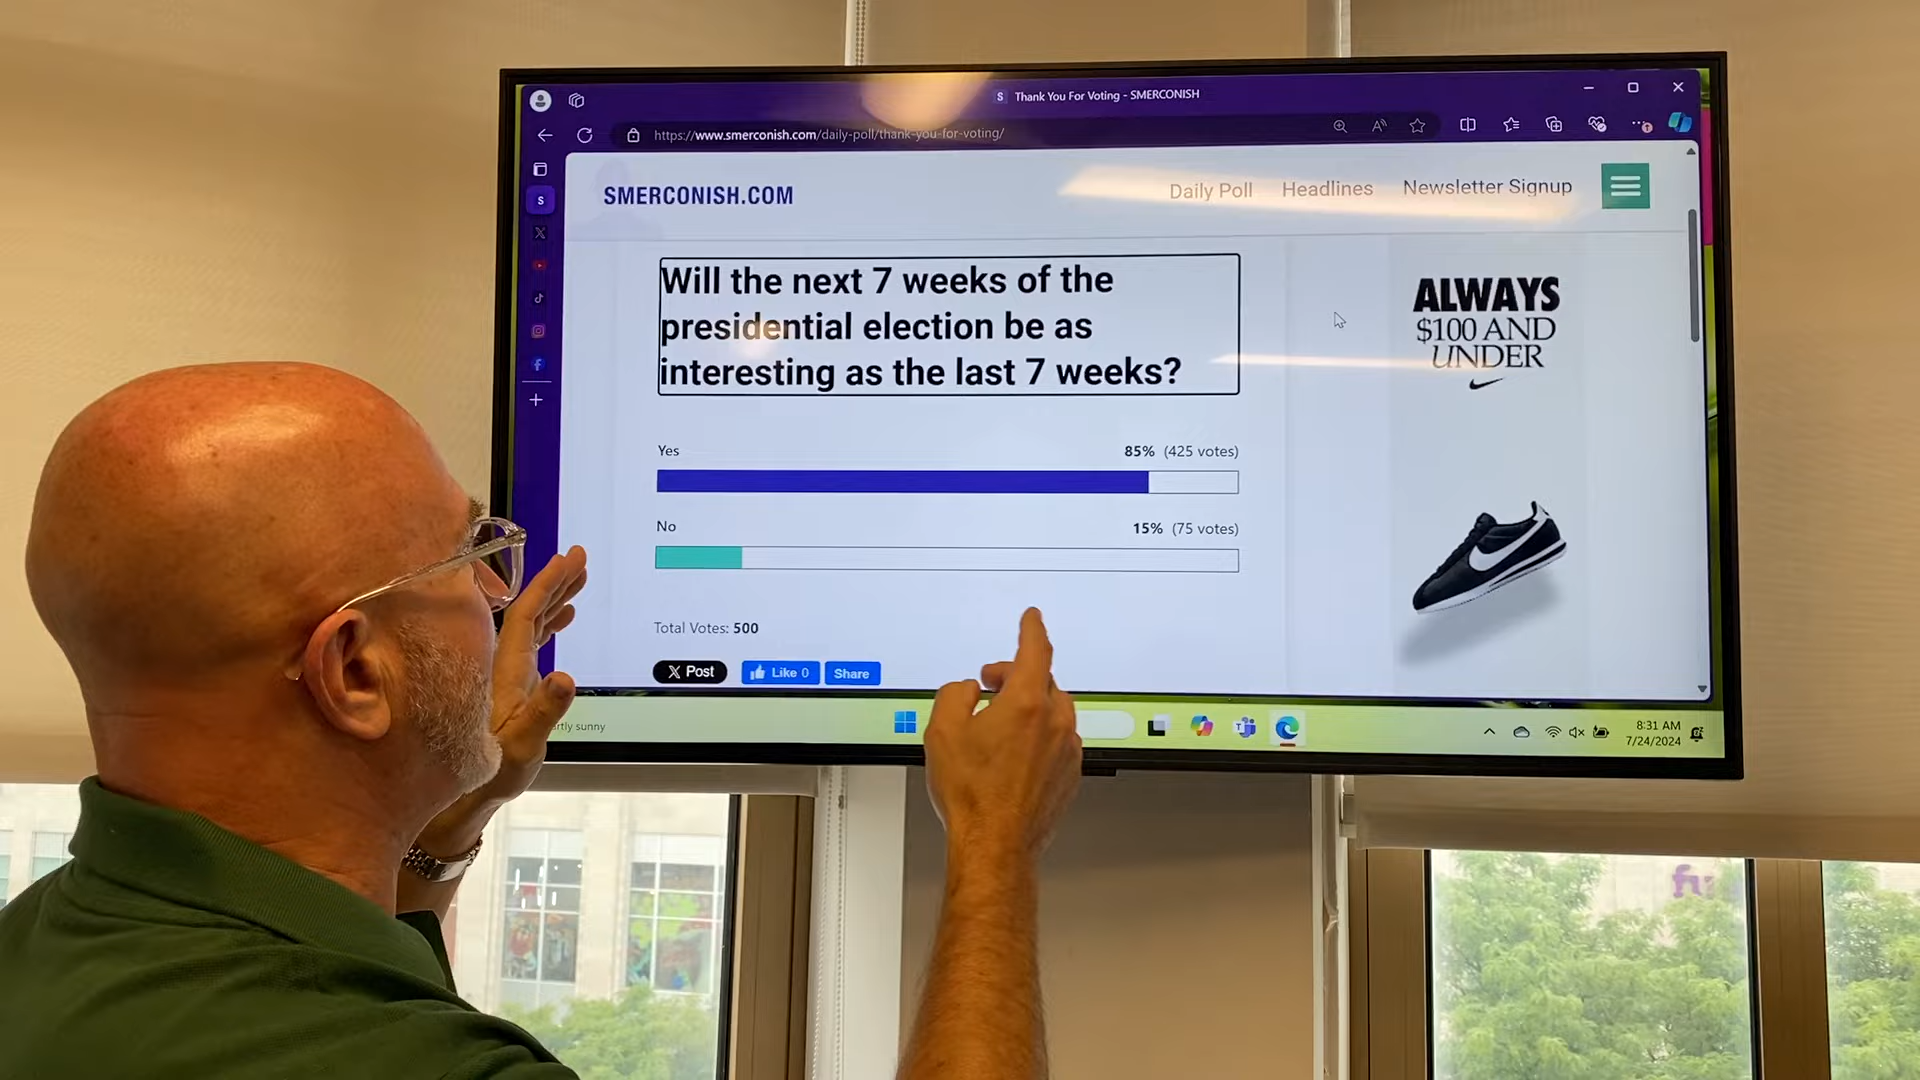 S Thank You For Voting - SMERCONISH
https://www.smerconish.com/daily-poll/thank-you-for-voting/
SMERCONISH.COM
Daily Poll Headlines Newsletter Signup
Will the next 7 weeks of the
presidential election be as
interesting as the last 7 weeks?
ALWAYS
$100 AND
UNDER
Yes 85% (425 votes)
No 15% (75 votes)
Total Votes: 500
X Post
Like 0
Share
rtly sunny
8:31 AM
7/24/2024
fu